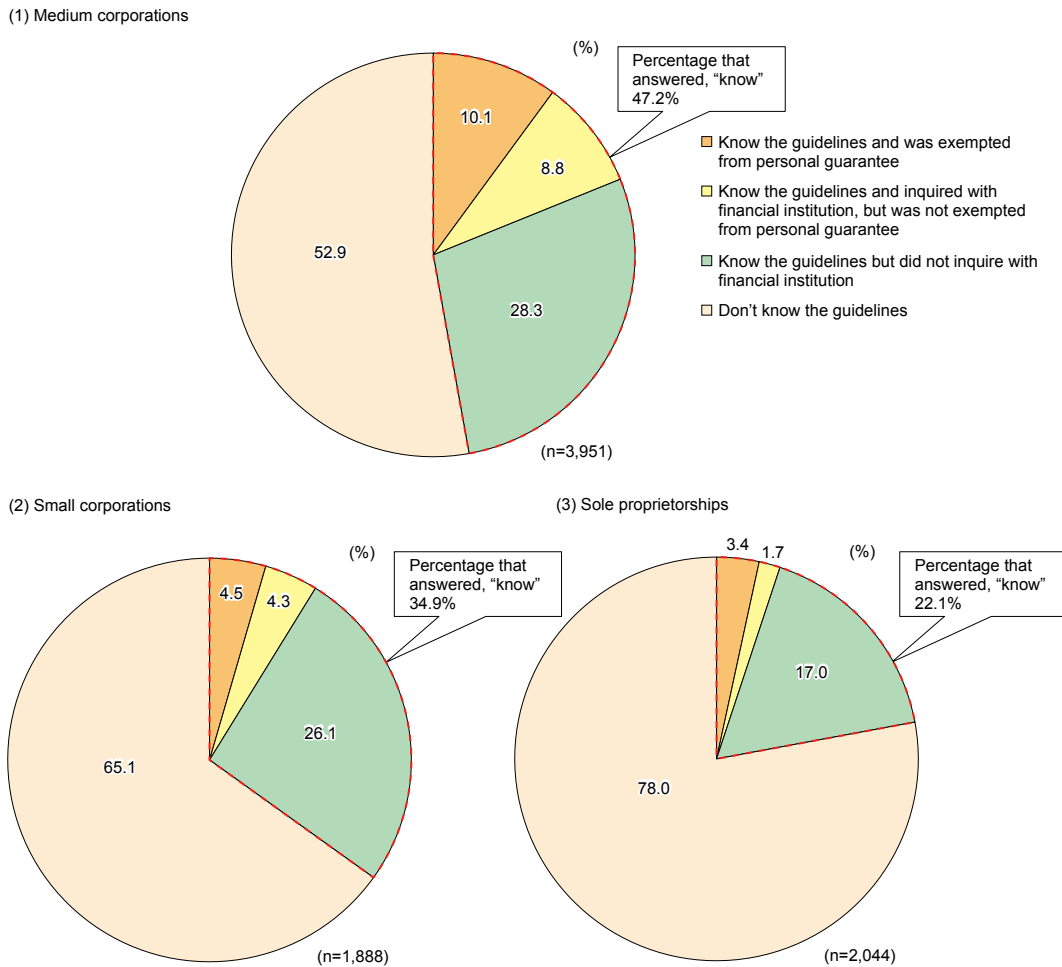 (1) Medium corporations
(%)
Percentage that
answered, “know”
47.2%
10.1
8.8
28.3
52.9
Know the guidelines and was exempted
from personal guarantee
Know the guidelines and inquired with
financial institution, but was not exempted
from personal guarantee
Know the guidelines but did not inquire with
financial institution
Don’t know the guidelines
(n=3,951)
(2) Small corporations
(%)
Percentage that
answered, “know”
34.9%
4.5
4.3
26.1
65.1
(n=1,888)
(3) Sole proprietorships
(%)
Percentage that
answered, “know”
22.1%
3.4
1.7
17.0
78.0
(n=2,044)